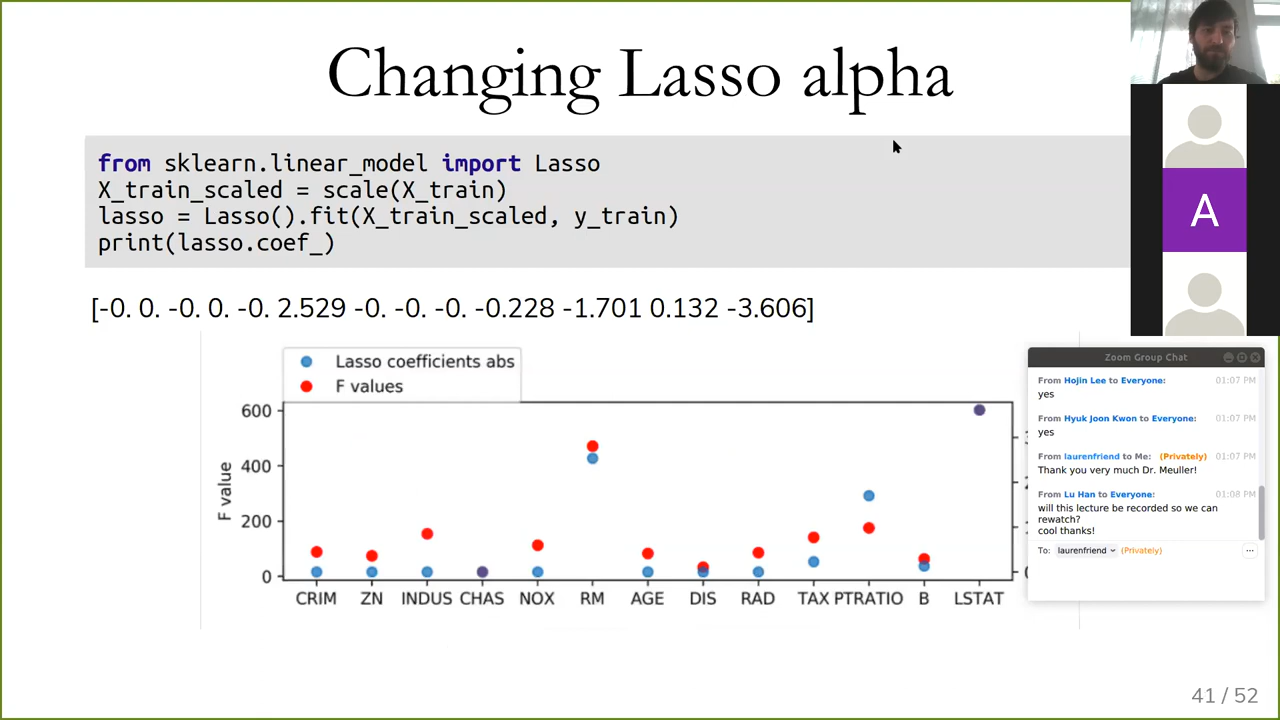 Changing Lasso alpha
from sklearn.linear_model import Lasso
X_train_scaled = scale(X_train)
lasso = Lasso().fit(X_train_scaled, y_train)
print(lasso.coef_)
[-0. 0. -0. 0. -0. 2.529 -0. -0. -0. -0.228 -1.701 0.132 -3.606]
Lasso coefficients abs
F values
600
400
200
0
F value
CRIM ZN INDUS CHAS NOX RM AGE DIS RAD TAX PTRATIO B LSTAT
A
Zoom Group Chat
From Hojin Lee to Everyone: 01:07 PM
yes
From Hyuk Joon Kwon to Everyone: 01:07 PM
yes
From laurenfriend to Me: (Privately) 01:07 PM
Thank you very much Dr. Meuller!
From Lu Han to Everyone: 01:08 PM
will this lecture be recorded so we can
rewatch?
cool thanks!
To: laurenfriend (Privately)
41 / 52